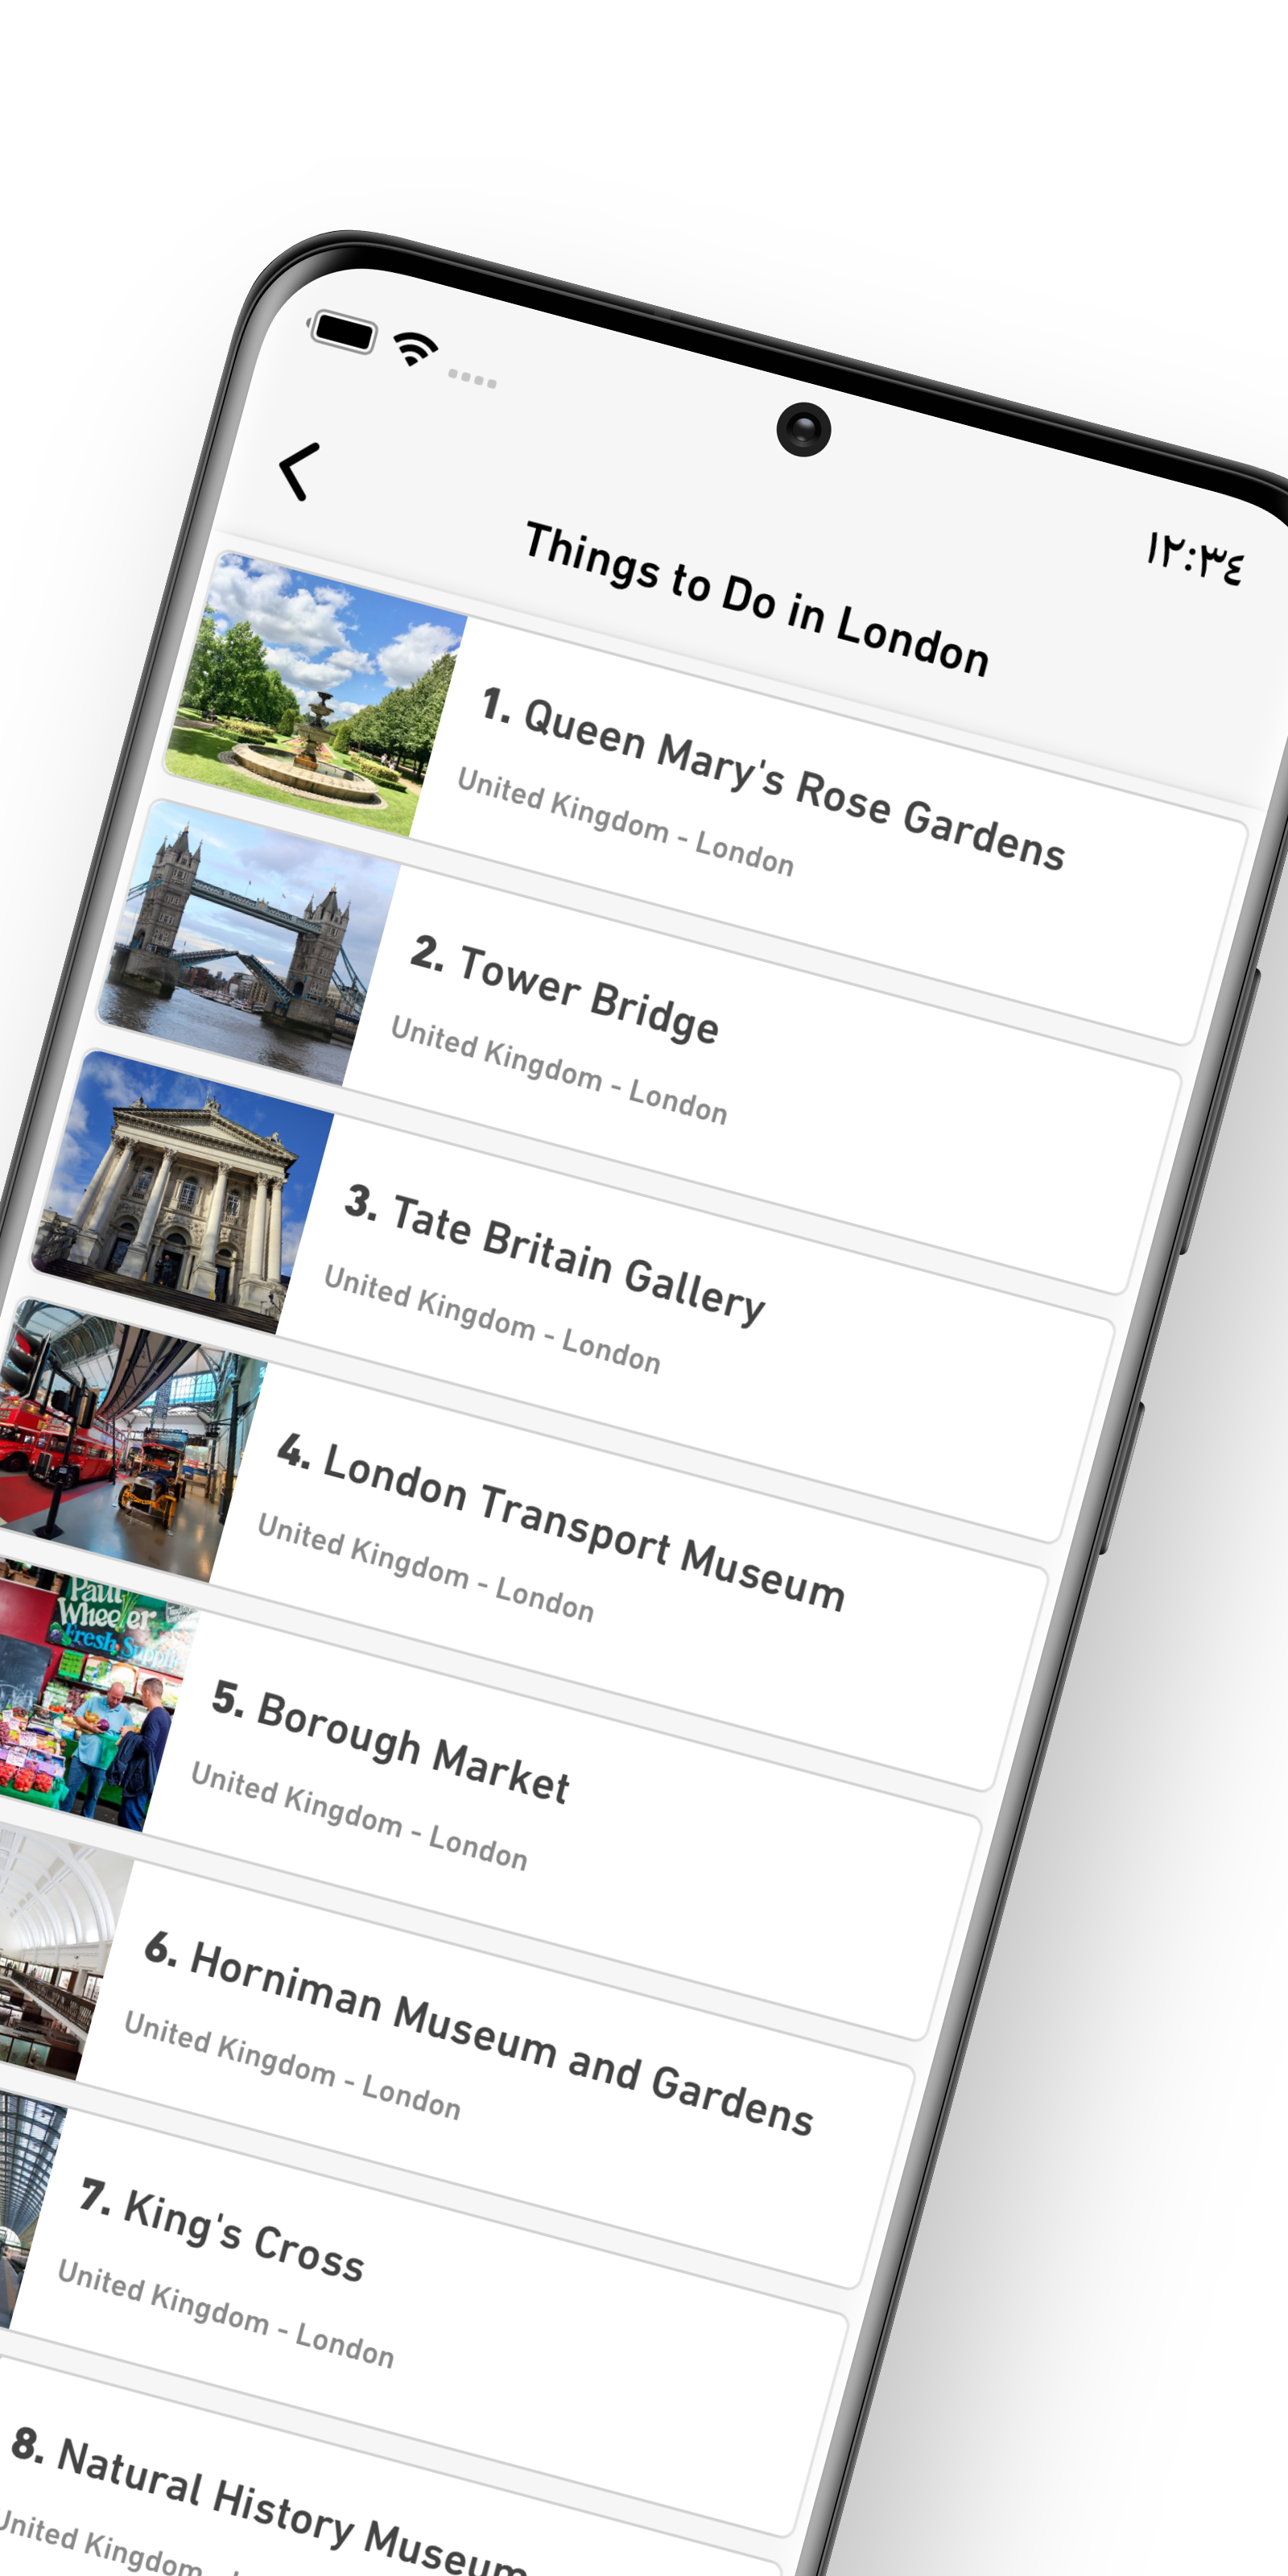 ١٢:٣٤
Things to Do in London
1. Queen Mary's Rose Gardens
United Kingdom - London
2. Tower Bridge
United Kingdom - London
3. Tate Britain Gallery
United Kingdom - London
4. London Transport Museum
United Kingdom - London
Paul
Wheeler
Fresh Supplies
5. Borough Market
United Kingdom - London
6. Horniman Museum and Gardens
United Kingdom - London
7. King's Cross
United Kingdom - London
8. Natural History Museum
United Kingdom -